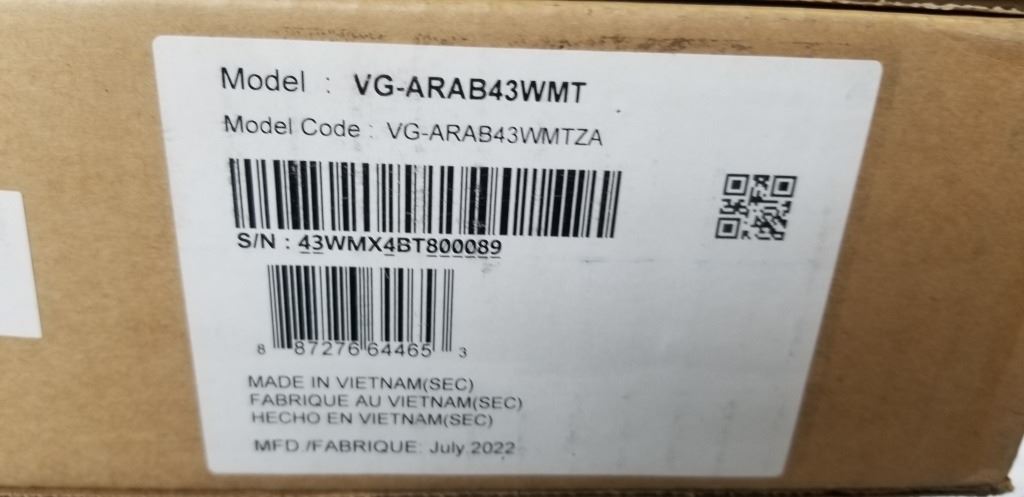 Model : VG-ARAB43WMT
Model Code : VG-ARAB43WMTZA
S/N : 43WMX4BT800089
8 87276 64465 3
MADE IN VIETNAM(SEC)
FABRIQUE AU VIETNAM(SEC)
HECHO EN VIETNAM(SEC)
MFD./FABRIQUE: July.2022